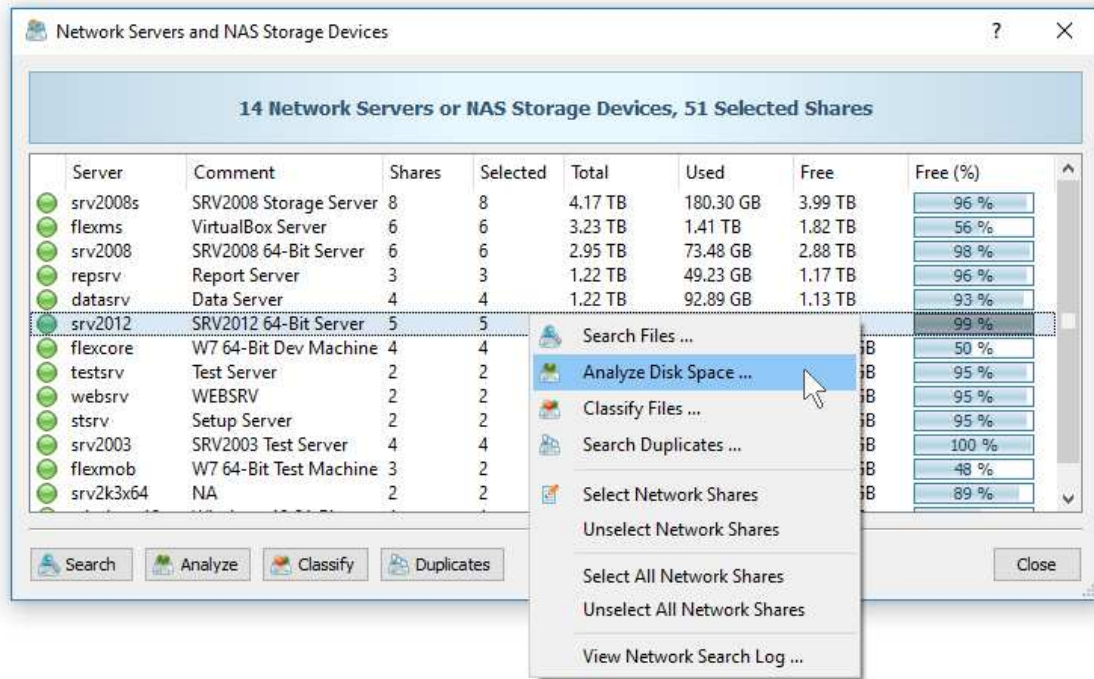 Network Servers and NAS Storage Devices ?
14 Network Servers or NAS Storage Devices, 51 Selected Shares
Server Comment Shares Selected Total Used Free Free (%)
srv2008s SRV2008 Storage Server 8 8 4.17 TB 180.30 GB 3.99 TB 96 %
flexms VirtualBox Server 6 6 3.23 TB 1.41 TB 1.82 TB 56 %
srv2008 SRV2008 64-Bit Server 6 6 2.95 TB 73.48 GB 2.88 TB 98 %
repsrv Report Server 3 3 1.22 TB 49.23 GB 1.17 TB 96 %
datasrv Data Server 4 4 1.22 TB 92.89 GB 1.13 TB 93 %
srv2012 SRV2012 64-Bit Server 5 5 99 %
flexcore W7 64-Bit Dev Machine 4 4 50 %
testsrv Test Server 2 2 95 %
websrv WEBSRV 2 2 95 %
stsrv Setup Server 2 2 95 %
srv2003 SRV2003 Test Server 4 4 100 %
flexmob W7 64-Bit Test Machine 3 2 48 %
srv2k3x64 NA 2 2 89 %
Search Files ...
Analyze Disk Space ...
Classify Files ...
Search Duplicates ...
Select Network Shares
Unselect Network Shares
Select All Network Shares
Unselect All Network Shares
View Network Search Log ...
Search Analyze Classify Duplicates Close